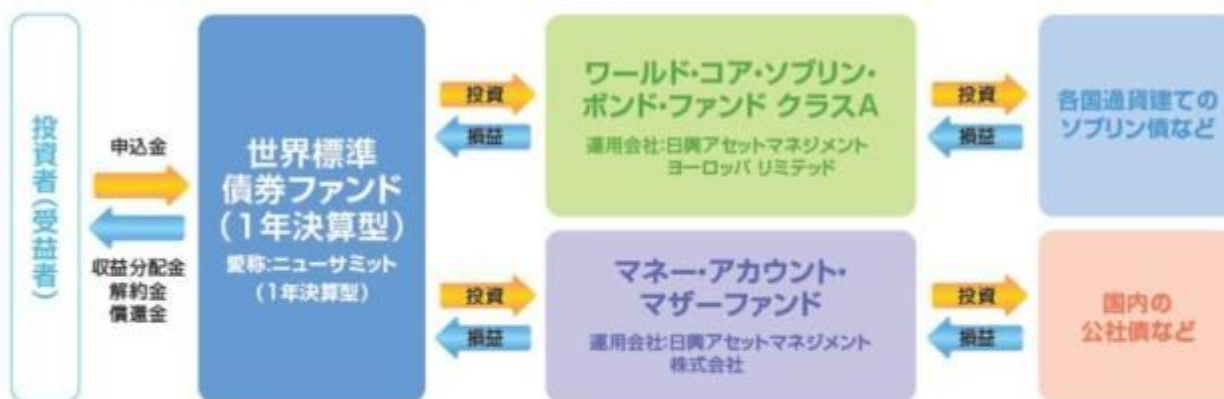 投資者(受益者)
申込金
収益分配金
解約金
償還金
世界標準
債券ファンド
(1年決算型)
愛称:ニューサミット
(1年決算型)
投資
損益
ワールド・コア・ソブリン・
ボンド・ファンド クラスA
運用会社:日興アセットマネジメント
ヨーロッパ リミテッド
投資
損益
各国通貨建ての
ソブリン債など
投資
損益
マネー・アカウント・
マザーファンド
運用会社:日興アセットマネジメント
株式会社
投資
損益
国内の
公社債など